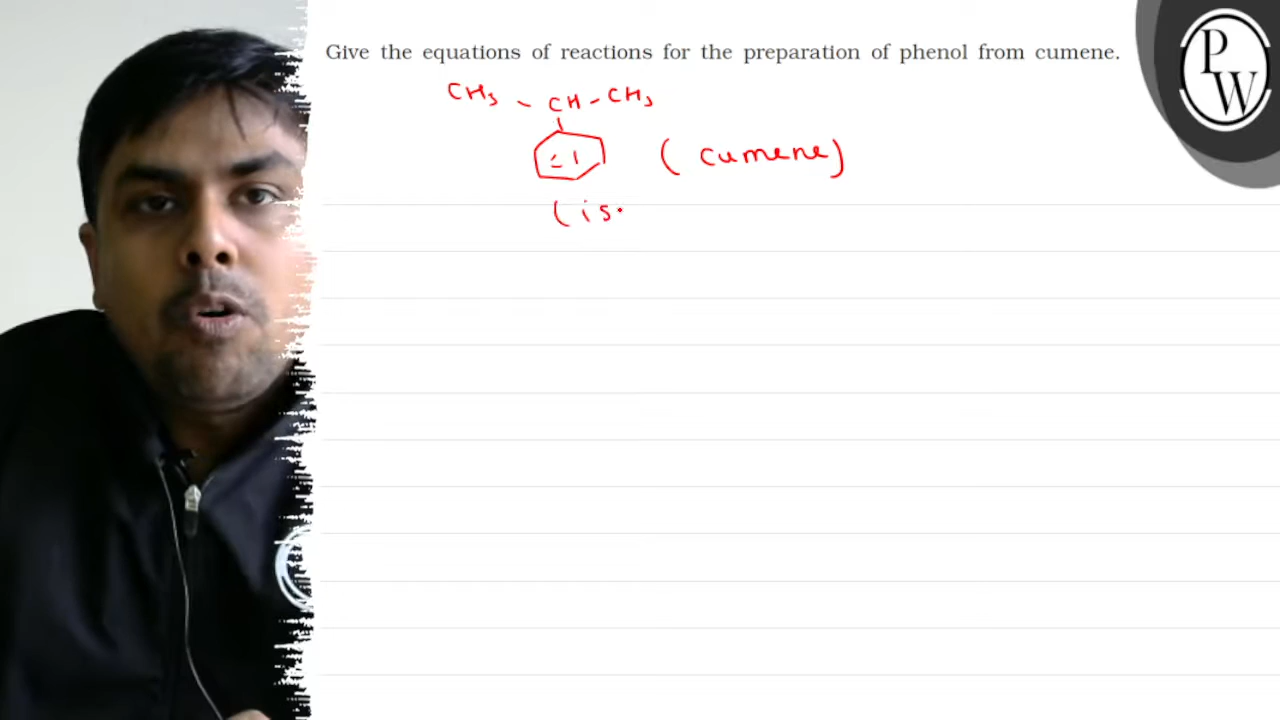 Give the equations of reactions for the preparation of phenol from cumene.
PW
CH3 - CH - CH3
(cumene)
(is